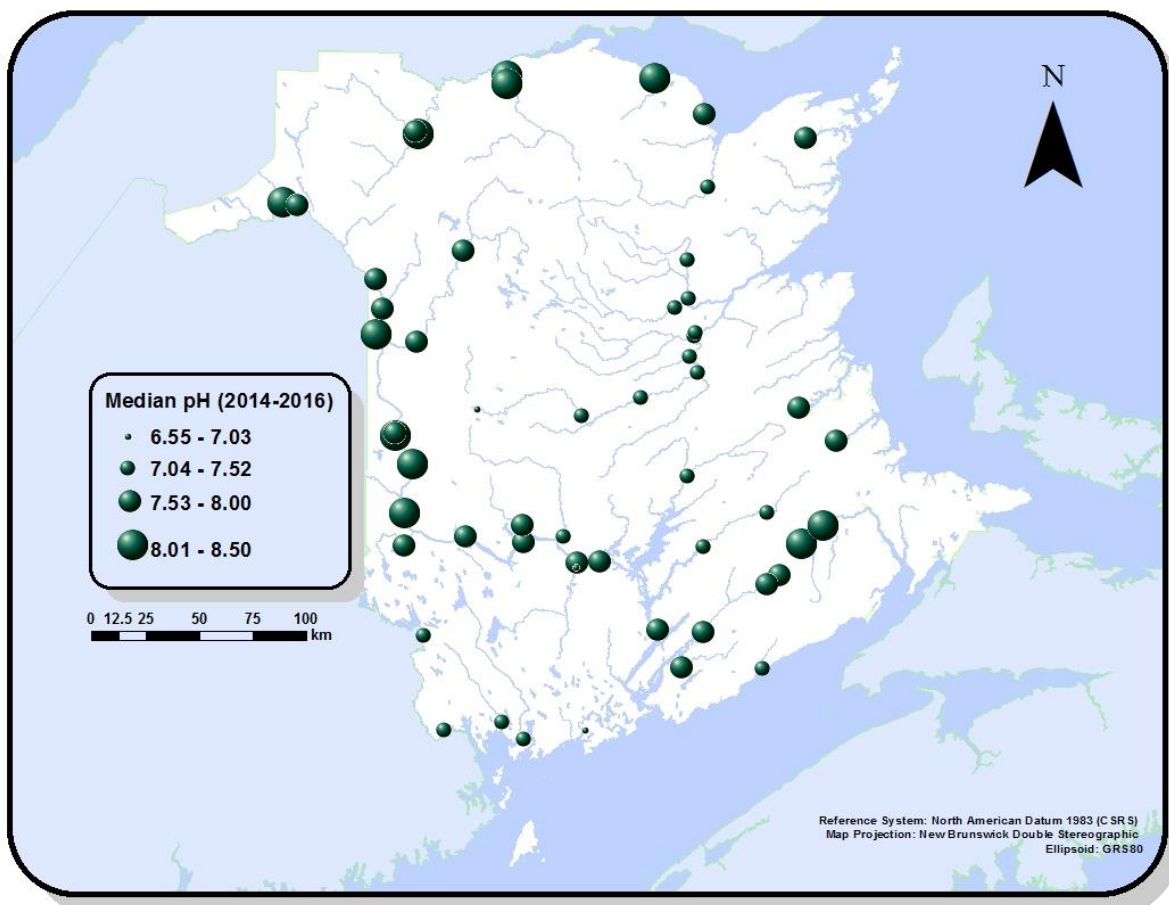 N
Median pH (2014-2016)
6.55 - 7.03
7.04 - 7.52
7.53 - 8.00
8.01 - 8.50
0 12.5 25 50 75 100
km
Reference System: North American Datum 1983 (CSRS)
Map Projection: New Brunswick Double Stereographic
Ellipsoid: GRS80